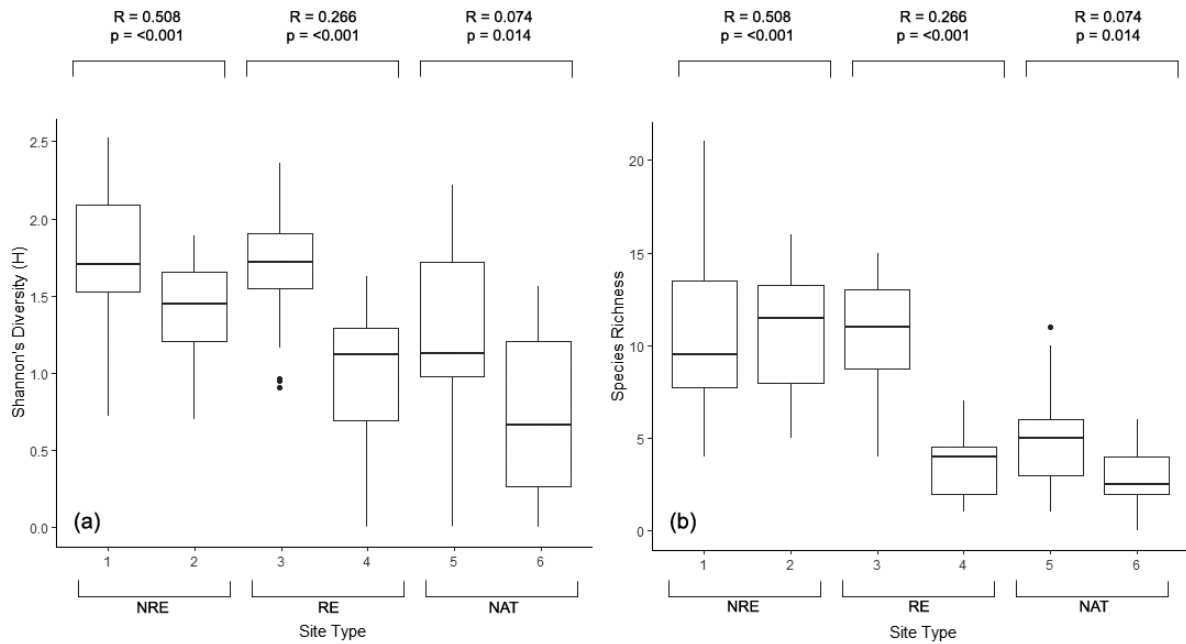 R = 0.508
p = <0.001
R = 0.266
p = <0.001
R = 0.074
p = 0.014
Shannon's Diversity (H)
2.5
2.0
1.5
1.0
0.5
0.0
(a)
1 2 3 4 5 6
NRE RE NAT
Site Type
R = 0.508
p = <0.001
R = 0.266
p = <0.001
R = 0.074
p = 0.014
Species Richness
20
15
10
5
0
(b)
1 2 3 4 5 6
NRE RE NAT
Site Type